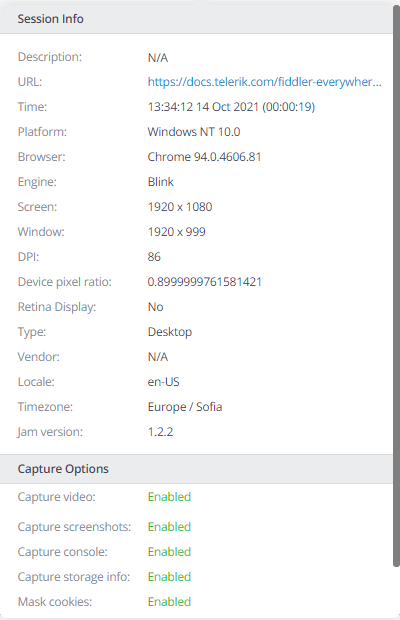 Session Info
Description: N/A
URL: https://docs.telerik.com/fiddler-everywher...
Time: 13:34:12 14 Oct 2021 (00:00:19)
Platform: Windows NT 10.0
Browser: Chrome 94.0.4606.81
Engine: Blink
Screen: 1920 x 1080
Window: 1920 x 999
DPI: 86
Device pixel ratio: 0.8999999761581421
Retina Display: No
Type: Desktop
Vendor: N/A
Locale: en-US
Timezone: Europe / Sofia
Jam version: 1.2.2
Capture Options
Capture video: Enabled
Capture screenshots: Enabled
Capture console: Enabled
Capture storage info: Enabled
Mask cookies: Enabled